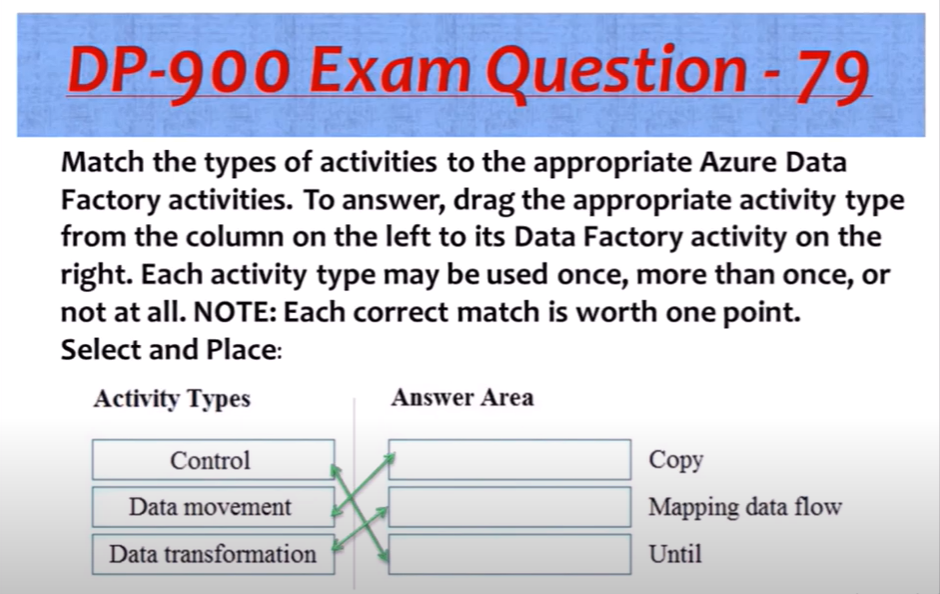 DP-900 Exam Question - 79
Match the types of activities to the appropriate Azure Data
Factory activities. To answer, drag the appropriate activity type
from the column on the left to its Data Factory activity on the
right. Each activity type may be used once, more than once, or
not at all. NOTE: Each correct match is worth one point.
Select and Place:
Activity Types
Answer Area
Control
Copy
Data movement
Mapping data flow
Data transformation
Until